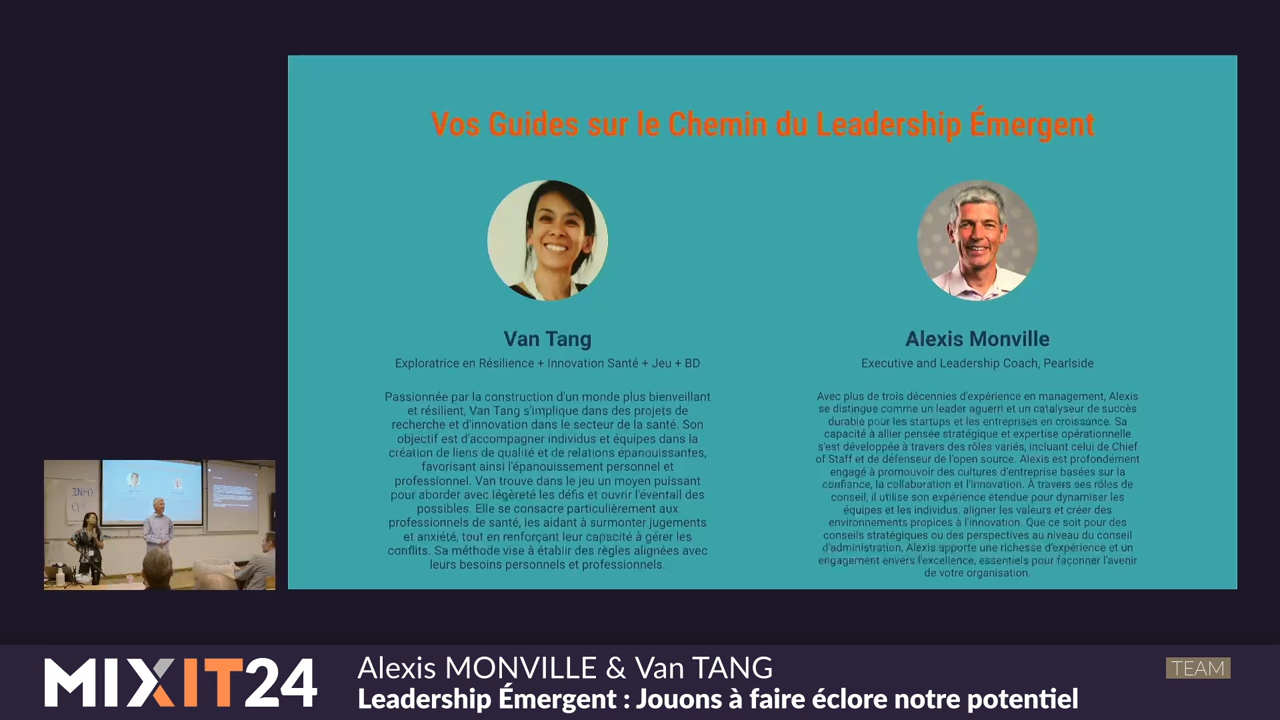 Vos Guides sur le Chemin du Leadership Émergent
Van Tang
Exploratrice en Résilience + Innovation Santé + Jeu + BD
Passionnée par la construction d'un monde plus bienveillant
et résilient, Van Tang s'implique dans des projets de
recherche et d'innovation dans le secteur de la santé. Son
objectif est d'accompagner individus et équipes dans la
création de liens de qualité et de relations épanouissantes,
favorisant ainsi l'épanouissement personnel et
professionnel. Van trouve dans le jeu un moyen puissant
pour aborder avec légèreté les défis et ouvrir l'éventail des
possibles. Elle se consacre particulièrement aux
professionnels de santé, les aidant à surmonter jugements
et anxiété, tout en renforçant leur capacité à gérer les
conflits. Sa méthode vise à établir des règles alignées avec
leurs besoins personnels et professionnels.
Alexis Monville
Executive and Leadership Coach, Pearlside
Avec plus de trois décennies d'expérience en management, Alexis
se distingue comme un leader aguerri et un catalyseur de succès
durable pour les startups et les entreprises en croissance. Sa
capacité à allier pensée stratégique et expertise opérationnelle
s'est développée à travers des rôles variés, incluant celui de Chief
of Staff et de défenseur de l'open source. Alexis est profondément
engagé à promouvoir des cultures d'entreprise basées sur la
confiance, la collaboration et l'innovation. À travers ses rôles de
conseil, il utilise son expérience étendue pour dynamiser les
équipes et les individus, aligner les valeurs et créer des
environnements propices à l'innovation. Que ce soit pour des
conseils stratégiques ou des perspectives au niveau du conseil
d'administration, Alexis apporte une richesse d'expérience et un
engagement envers l'excellence, essentiels pour façonner l'avenir
de votre organisation.
INFO
MIXIT24
Alexis MONVILLE & Van TANG
Leadership Émergent : Jouons à faire éclore notre potentiel
TEAM